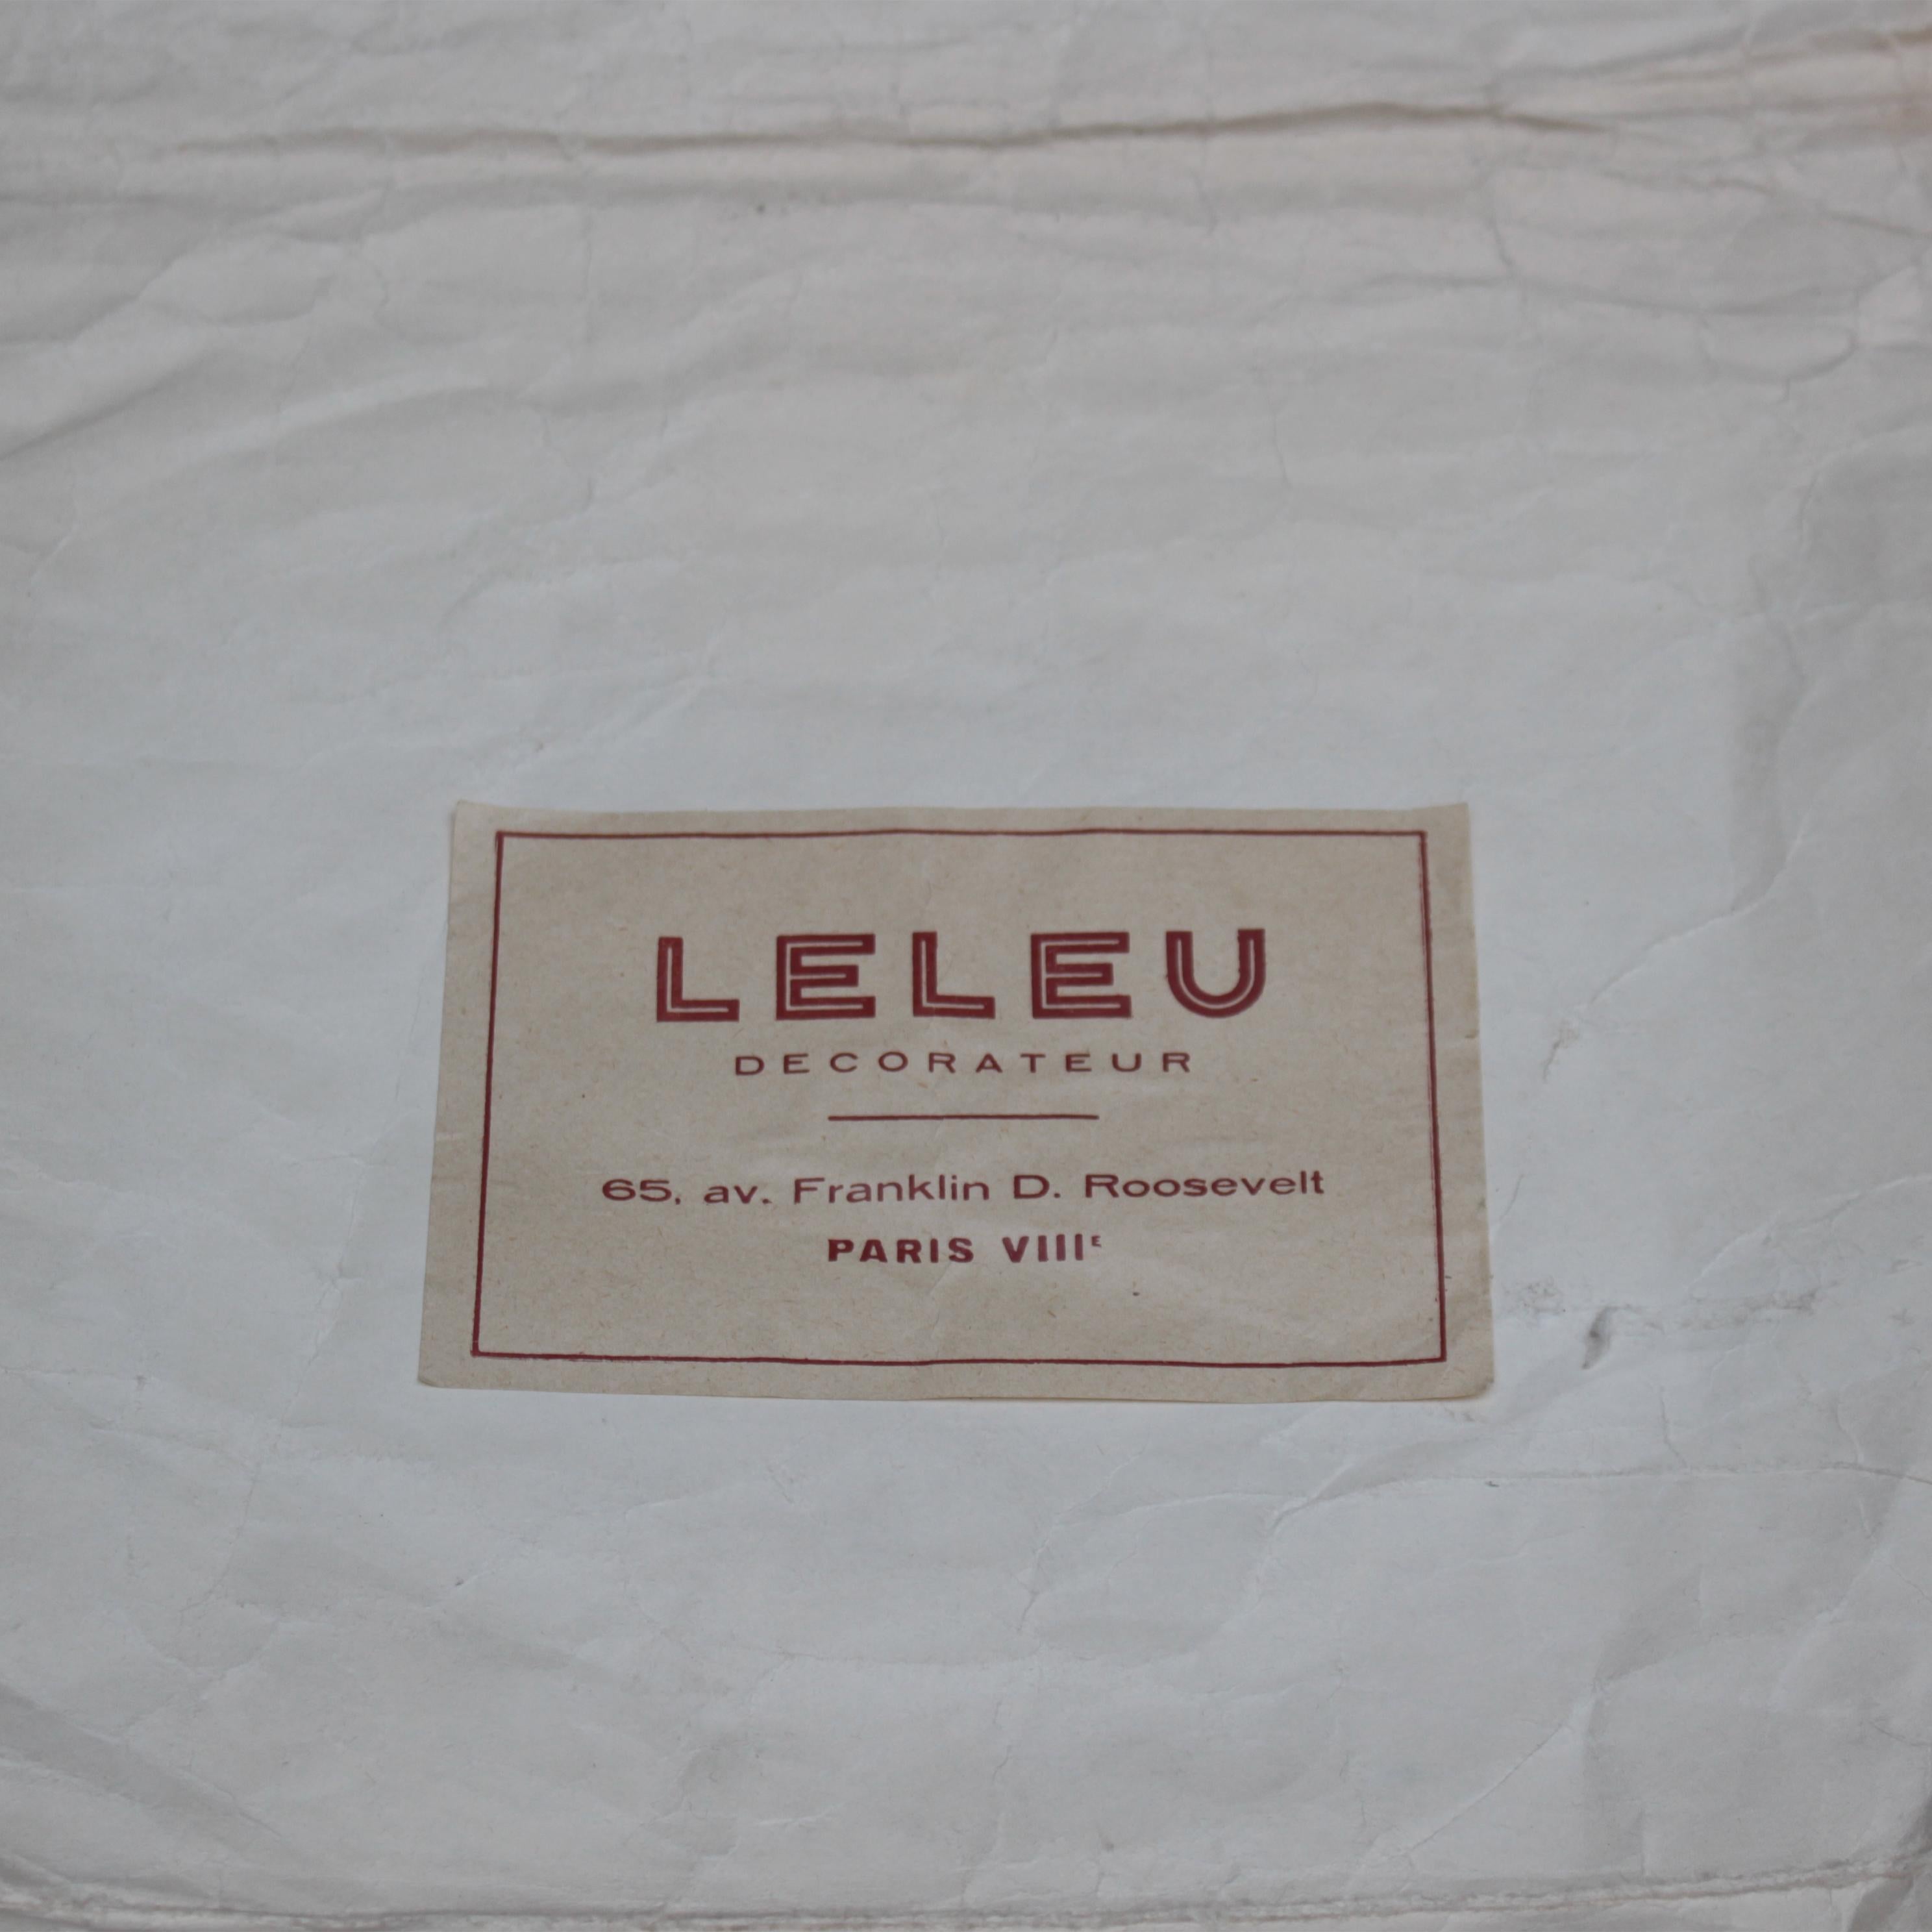 LELEU
DECORATEUR
65, av. Franklin D. Roosevelt
PARIS VIIIᴱ